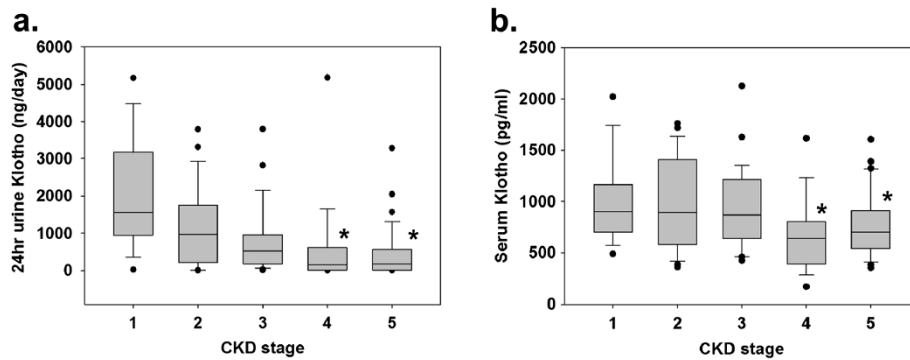 a.
24hr urine Klotho (ng/day)
6000
5000
4000
3000
2000
1000
0
1 2 3 4 5
* *
CKD stage
b.
Serum Klotho (pg/ml)
2500
2000
1500
1000
500
0
1 2 3 4 5
* *
CKD stage